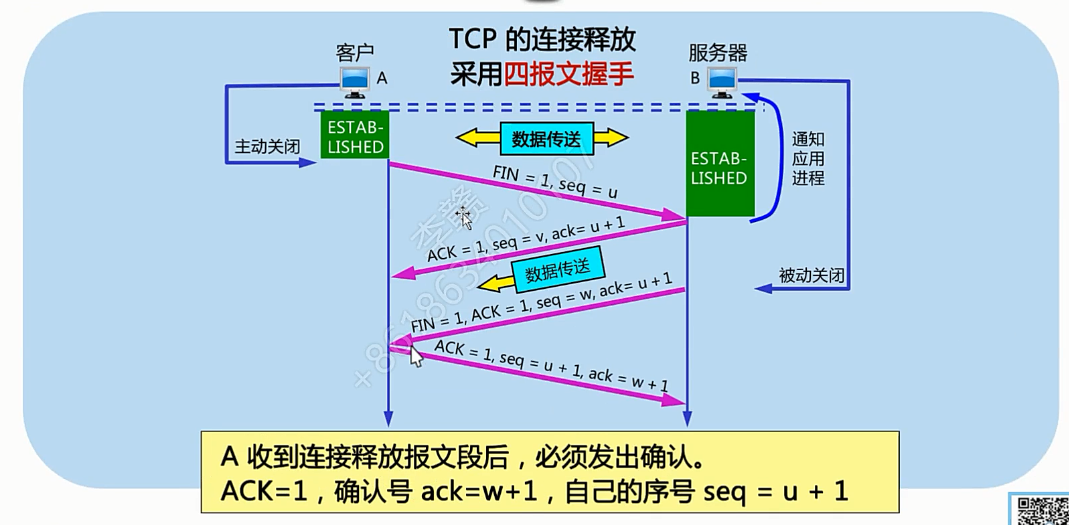 TCP 的连接释放
采用四报文握手
客户
A
服务器
B
ESTAB-
LISHED
数据传送
ESTAB-
LISHED
主动关闭
通知
应用
进程
FIN = 1, seq = u
ACK = 1, seq = v, ack= u + 1
数据传送
被动关闭
FIN = 1, ACK = 1, seq = w, ack= u + 1
ACK = 1, seq = u + 1, ack = w + 1
A 收到连接释放报文段后，必须发出确认。
ACK=1，确认号 ack=w+1，自己的序号 seq = u + 1
李赣